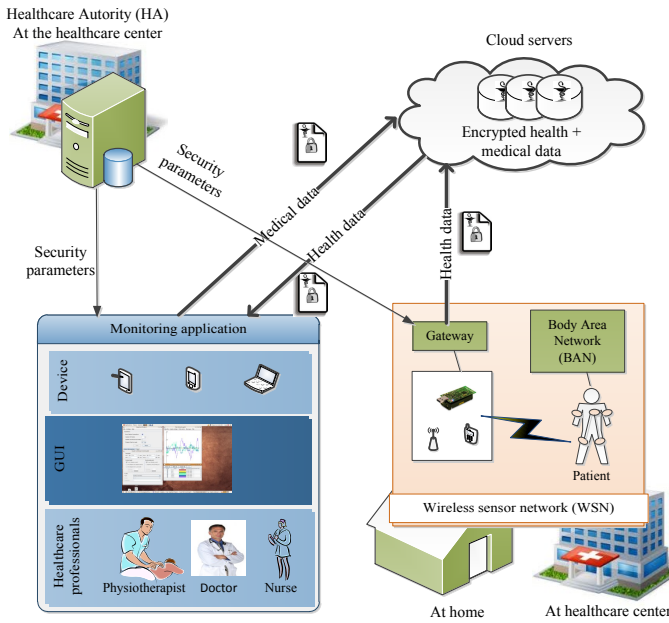 Healthcare Autority (HA)
At the healthcare center
Cloud servers
Encrypted health +
medical data
Security
parameters
Medical data
Health data
Health data
Security
parameters
Monitoring application
Device
GUI
Healthcare
professionals
Physiotherapist
Doctor
Nurse
Gateway
Body Area
Network
(BAN)
Patient
Wireless sensor network (WSN)
At home
At healthcare center